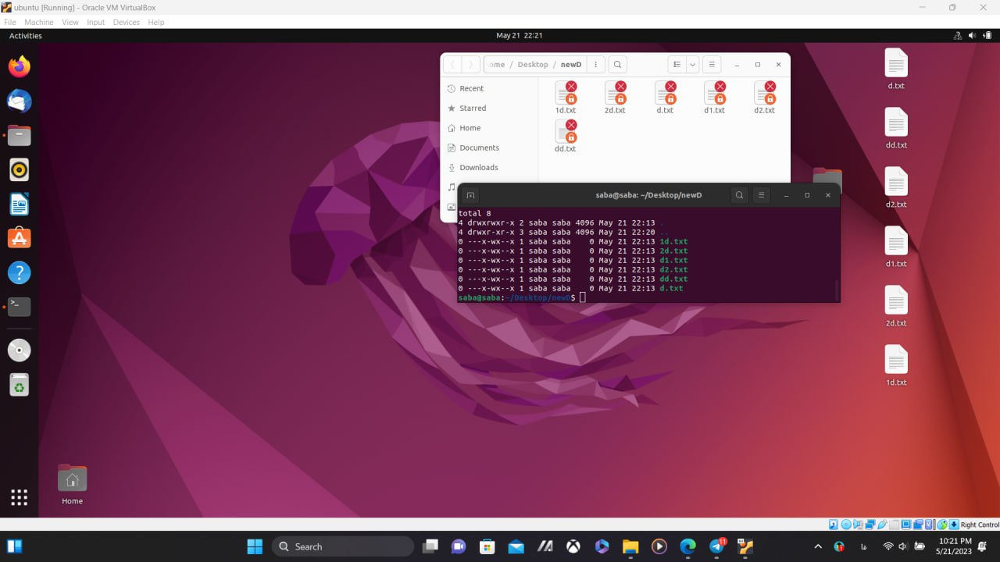 ubuntu [Running] - Oracle VM VirtualBox
File Machine View Input Devices Help
Activities
May 21 22:21
ome / Desktop / newD
Recent
Starred
Home
Documents
Downloads
1d.txt 2d.txt d.txt d1.txt d2.txt
dd.txt
saba@saba: ~/Desktop/newD
total 8
4 drwxrwxr-x 2 saba saba 4096 May 21 22:13 .
4 drwxr-xr-x 3 saba saba 4096 May 21 22:20 ..
0 ---x-wx--x 1 saba saba    0 May 21 22:13 1d.txt
0 ---x-wx--x 1 saba saba    0 May 21 22:13 2d.txt
0 ---x-wx--x 1 saba saba    0 May 21 22:13 d1.txt
0 ---x-wx--x 1 saba saba    0 May 21 22:13 d2.txt
0 ---x-wx--x 1 saba saba    0 May 21 22:13 dd.txt
0 ---x-wx--x 1 saba saba    0 May 21 22:13 d.txt
saba@saba:~/Desktop/newD$
d.txt
dd.txt
d2.txt
d1.txt
2d.txt
1d.txt
Home
Right Control
Search
11
فا
10:21 PM
5/21/2023